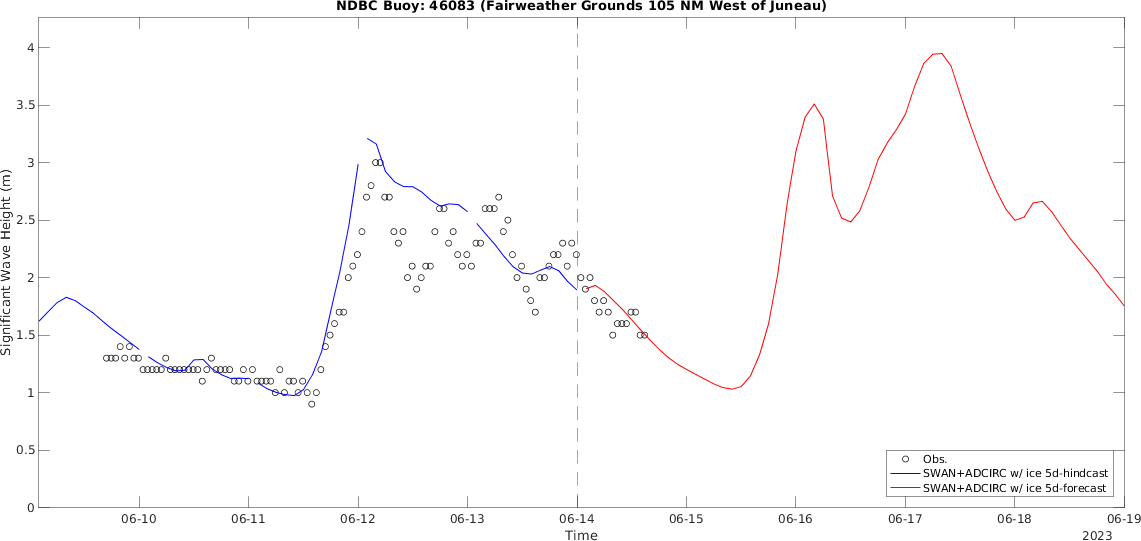 NDBC Buoy: 46083 (Fairweather Grounds 105 NM West of Juneau)
4
3.5
3
2.5
2
1.5
1
0.5
0
Significant Wave Height (m)
Obs.
SWAN+ADCIRC w/ ice 5d-hindcast
SWAN+ADCIRC w/ ice 5d-forecast
06-10 06-11 06-12 06-13 06-14 06-15 06-16 06-17 06-18 06-19
Time
2023